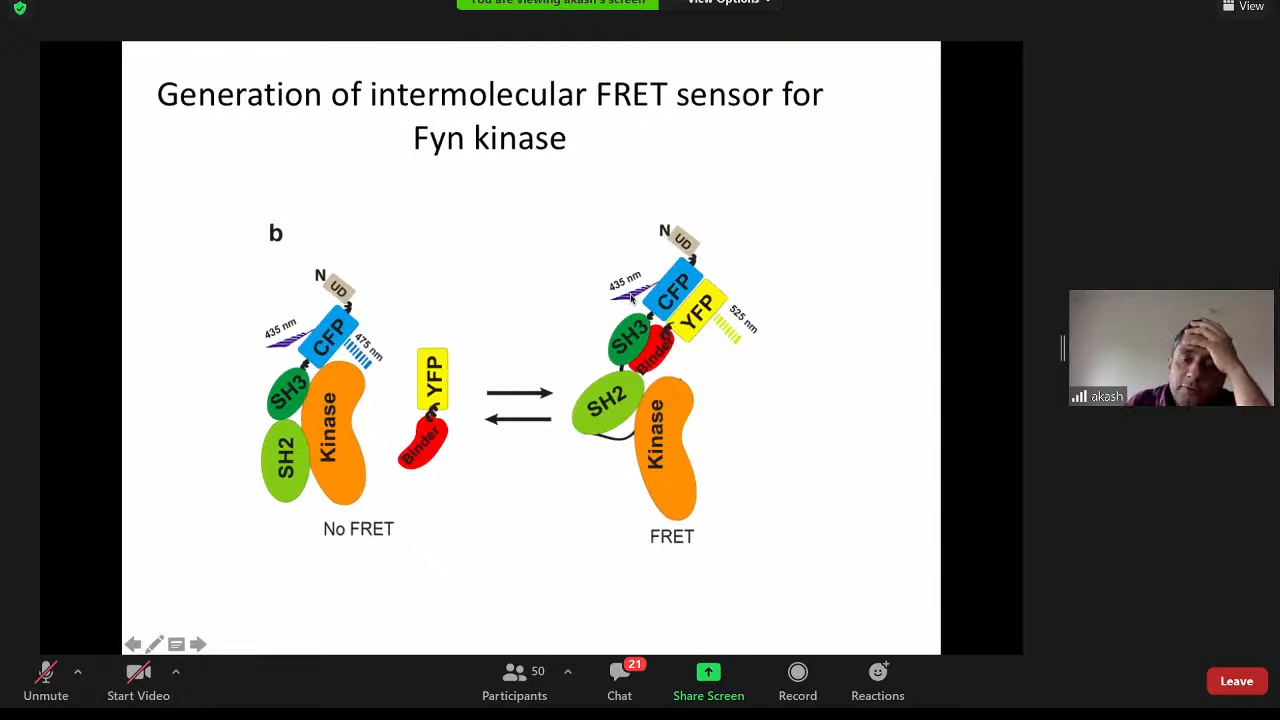 You are viewing akash's screen
View Options
View
Generation of intermolecular FRET sensor for
Fyn kinase
b
N
UD
435 nm
CFP
475 nm
SH3
Kinase
SH2
YFP
Binder
No FRET
N
UD
435 nm
CFP
YFP
525 nm
SH3
Binder
SH2
Kinase
FRET
akash
Unmute
Start Video
50
Participants
21
Chat
Share Screen
Record
Reactions
Leave